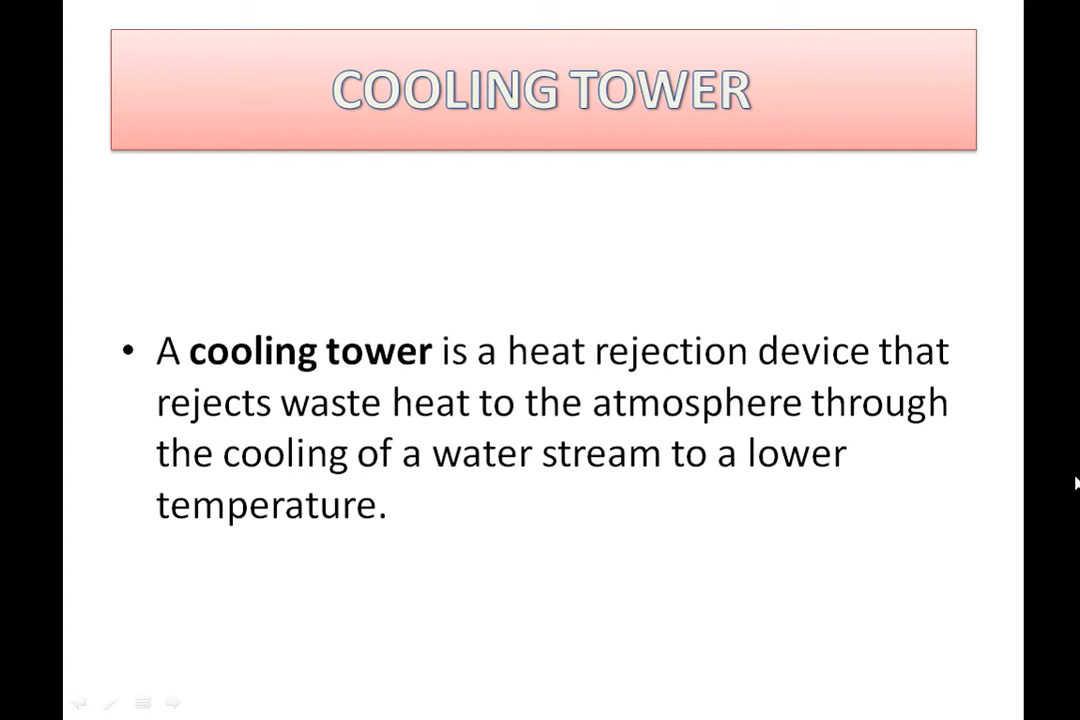 COOLING TOWER
• A cooling tower is a heat rejection device that
rejects waste heat to the atmosphere through
the cooling of a water stream to a lower
temperature.